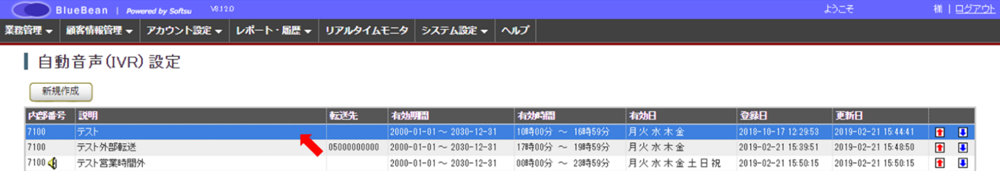 BlueBean | Powered by Softsu V8.12.0 ようこそ 様 | ログアウト
業務管理 ▼ 顧客情報管理 ▼ アカウント設定 ▼ レポート・履歴 ▼ リアルタイムモニタ システム設定 ▼ ヘルプ
自動音声(IVR) 設定
新規作成
内部番号 説明 転送先 有効期間 有効時間 有効日 登録日 更新日
7100 テスト 2000-01-01 ～ 2030-12-31 10時00分 ～ 16時59分 月 火 水 木 金 2018-10-17 12:29:53 2019-02-21 15:44:41
7100 テスト外部転送 05000000000 2000-01-01 ～ 2030-12-31 17時00分 ～ 19時59分 月 火 水 木 金 2019-02-21 15:39:51 2019-02-21 15:48:50
7100 テスト営業時間外 2000-01-01 ～ 2030-12-31 00時00分 ～ 23時59分 月 火 水 木 金 土 日 祝 2019-02-21 15:50:15 2019-02-21 15:50:15